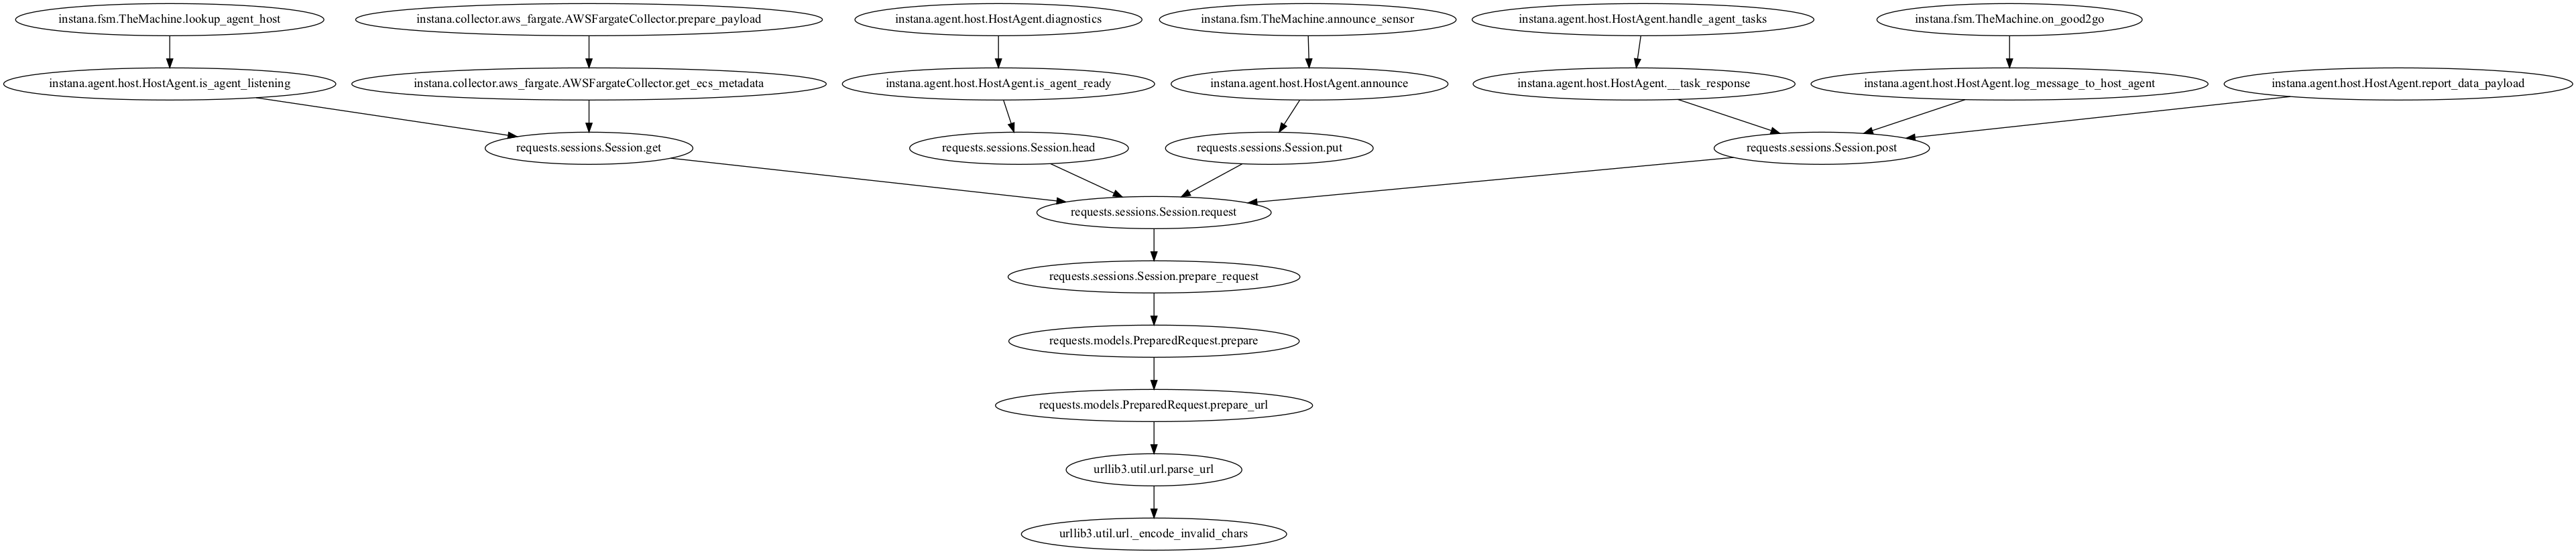 instana.fsm.TheMachine.lookup_agent_host
instana.collector.aws_fargate.AWSFargateCollector.prepare_payload
instana.agent.host.HostAgent.diagnostics
instana.fsm.TheMachine.announce_sensor
instana.agent.host.HostAgent.handle_agent_tasks
instana.fsm.TheMachine.on_good2go
instana.agent.host.HostAgent.is_agent_listening
instana.collector.aws_fargate.AWSFargateCollector.get_ecs_metadata
instana.agent.host.HostAgent.is_agent_ready
instana.agent.host.HostAgent.announce
instana.agent.host.HostAgent.__task_response
instana.agent.host.HostAgent.log_message_to_host_agent
instana.agent.host.HostAgent.report_data_payload
requests.sessions.Session.get
requests.sessions.Session.head
requests.sessions.Session.put
requests.sessions.Session.post
requests.sessions.Session.request
requests.sessions.Session.prepare_request
requests.models.PreparedRequest.prepare
requests.models.PreparedRequest.prepare_url
urllib3.util.url.parse_url
urllib3.util.url._encode_invalid_chars